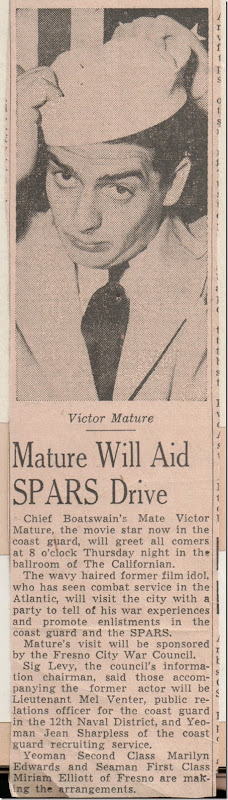 Victor Mature
Mature Will Aid
SPARS Drive
Chief Boatswain's Mate Victor
Mature, the movie star now in the
coast guard, will greet all comers
at 8 o'clock Thursday night in the
ballroom of The Californian.
The wavy haired former film idol,
who has seen combat service in the
Atlantic, will visit the city with a
party to tell of his war experiences
and promote enlistments in the
coast guard and the SPARS.
Mature's visit will be sponsored
by the Fresno City War Council.
Sig Levy, the council's informa-
tion chairman, said those accom-
panying the former actor will be
Lieutenant Mel Venter, public re-
lations officer for the coast guard
in the 12th Naval District, and Yeo-
man Jean Sharpless of the coast
guard recruiting service.
Yeoman Second Class Marilyn
Edwards and Seaman First Class
Miriam Elliott of Fresno are mak-
ing the arrangements.